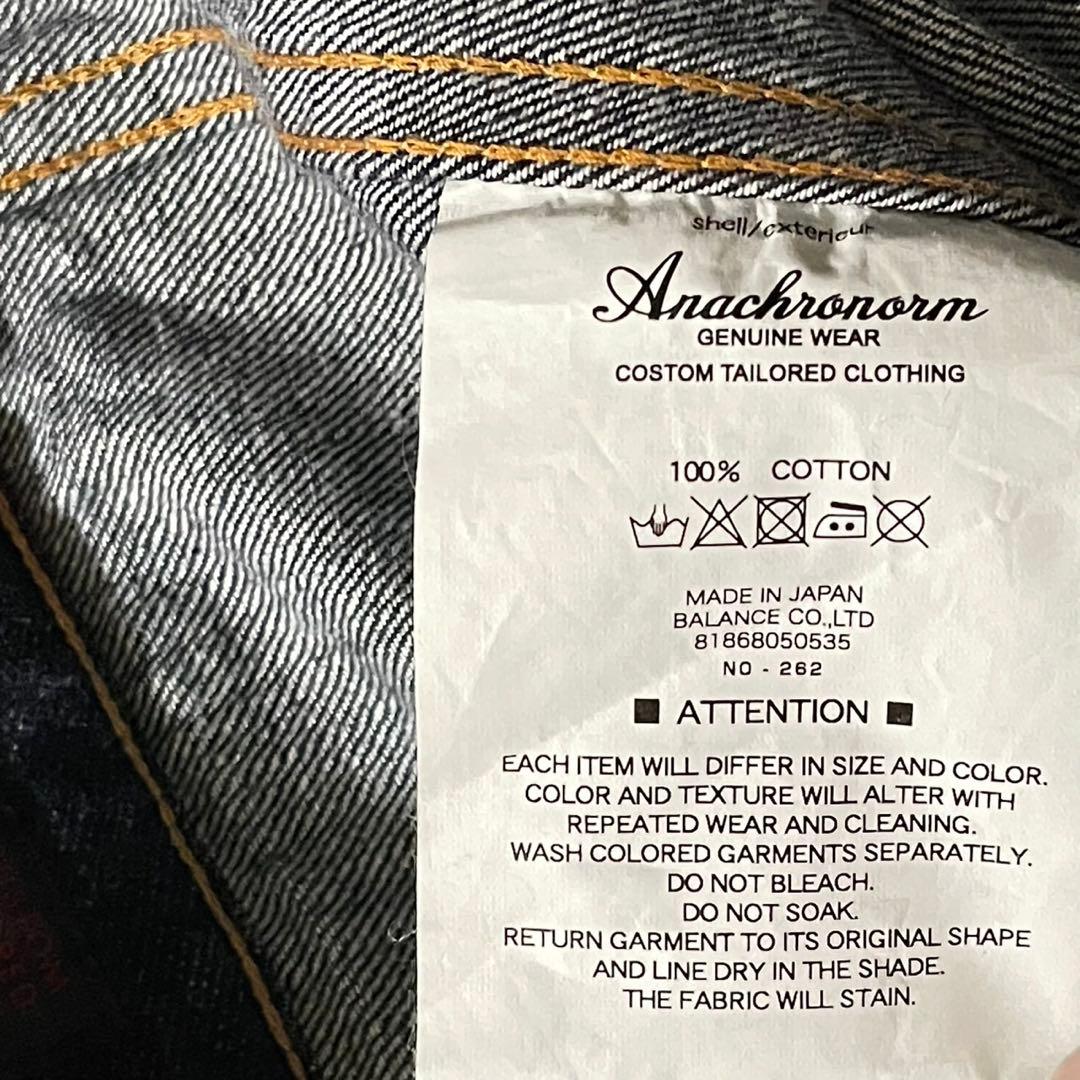 shell/exterieur
Anachronorm
GENUINE WEAR
COSTOM TAILORED CLOTHING
100% COTTON
MADE IN JAPAN
BALANCE CO.,LTD
81868050535
NO - 262
■ ATTENTION ■
EACH ITEM WILL DIFFER IN SIZE AND COLOR.
COLOR AND TEXTURE WILL ALTER WITH
REPEATED WEAR AND CLEANING.
WASH COLORED GARMENTS SEPARATELY.
DO NOT BLEACH.
DO NOT SOAK.
RETURN GARMENT TO ITS ORIGINAL SHAPE
AND LINE DRY IN THE SHADE.
THE FABRIC WILL STAIN.